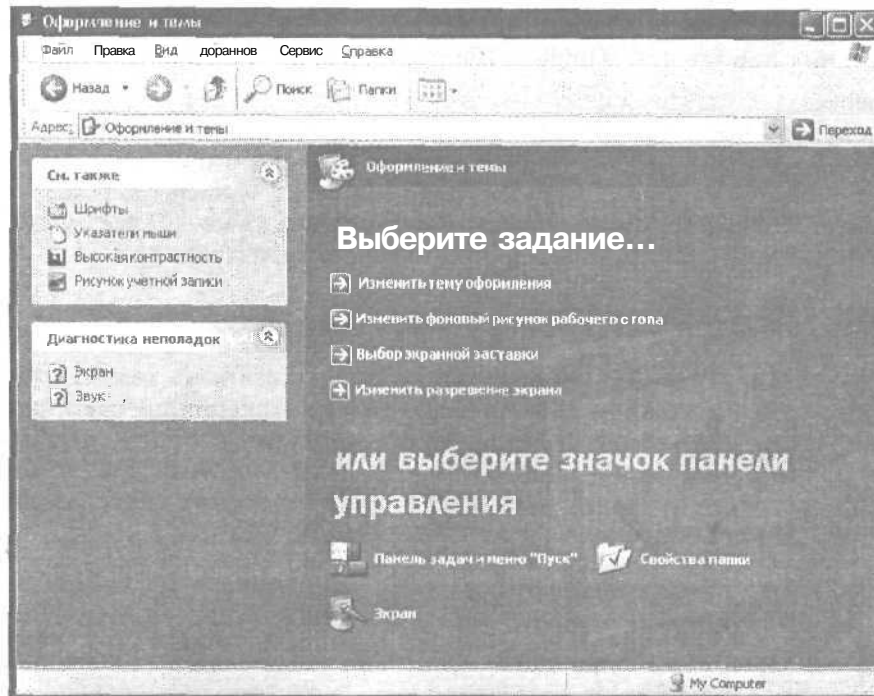 Оформление и темы
Файл Правка Вид дораннов Сервис Справка
Назад Поиск Папки
Адрес: Оформление и темы Переход
См. также
Шрифты
Указатели мыши
Высокая контрастность
Рисунок учетной записи
Диагностика неполадок
Экран
Звук
Оформление и темы
Выберите задание...
Изменить тему оформления
Изменить фоновый рисунок рабочего стола
Выбор экранной заставки
Изменить разрешение экрана
или выберите значок панели
управления
Панель задач и меню "Пуск" Свойства папки
Экран
My Computer